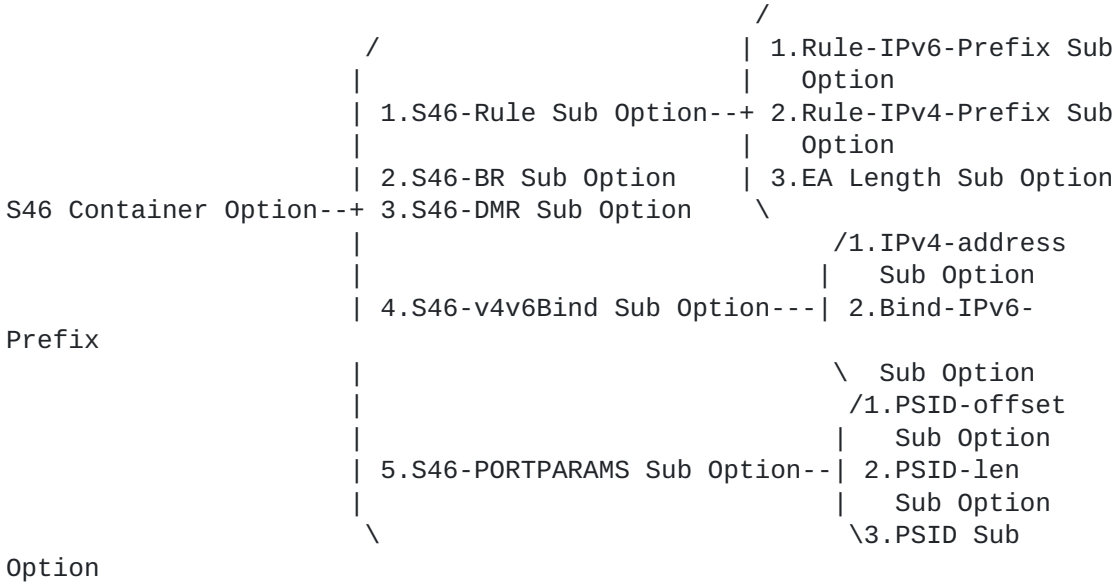 /
                       /                       | 1.Rule-IPv6-Prefix Sub
                      |                        |   Option
                      | 1.S46-Rule Sub Option--+ 2.Rule-IPv4-Prefix Sub
                      |                        |   Option
                      | 2.S46-BR Sub Option    | 3.EA Length Sub Option
S46 Container Option--+ 3.S46-DMR Sub Option    \
                      |                              /1.IPv4-address
                      |                             |   Sub Option
                      | 4.S46-v4v6Bind Sub Option---| 2.Bind-IPv6-
Prefix
                      |                              \  Sub Option
                      |                               /1.PSID-offset
                      |                              |   Sub Option
                      | 5.S46-PORTPARAMS Sub Option--| 2.PSID-len
                      |                              |   Sub Option
                       \                              \3.PSID Sub
Option